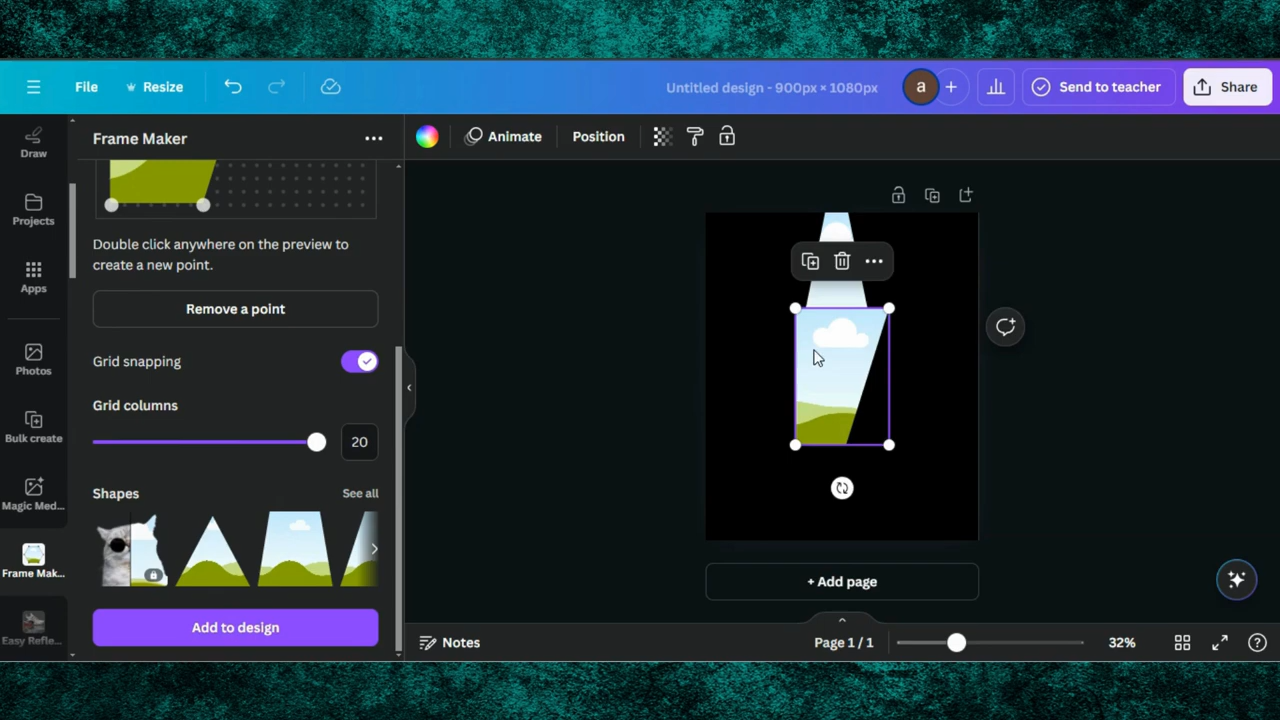 File
Resize
Untitled design - 900px × 1080px
a
+
Send to teacher
Share
Draw
Projects
Apps
Photos
Bulk create
Magic Med...
Frame Mak...
Easy Refle...
Frame Maker
Double click anywhere on the preview to
create a new point.
Remove a point
Grid snapping
Grid columns
20
Shapes
See all
Add to design
Animate
Position
+ Add page
Notes
Page 1 / 1
32%